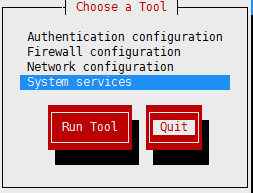 Choose a Tool
Authentication configuration
Firewall configuration
Network configuration
System services
Run Tool Quit